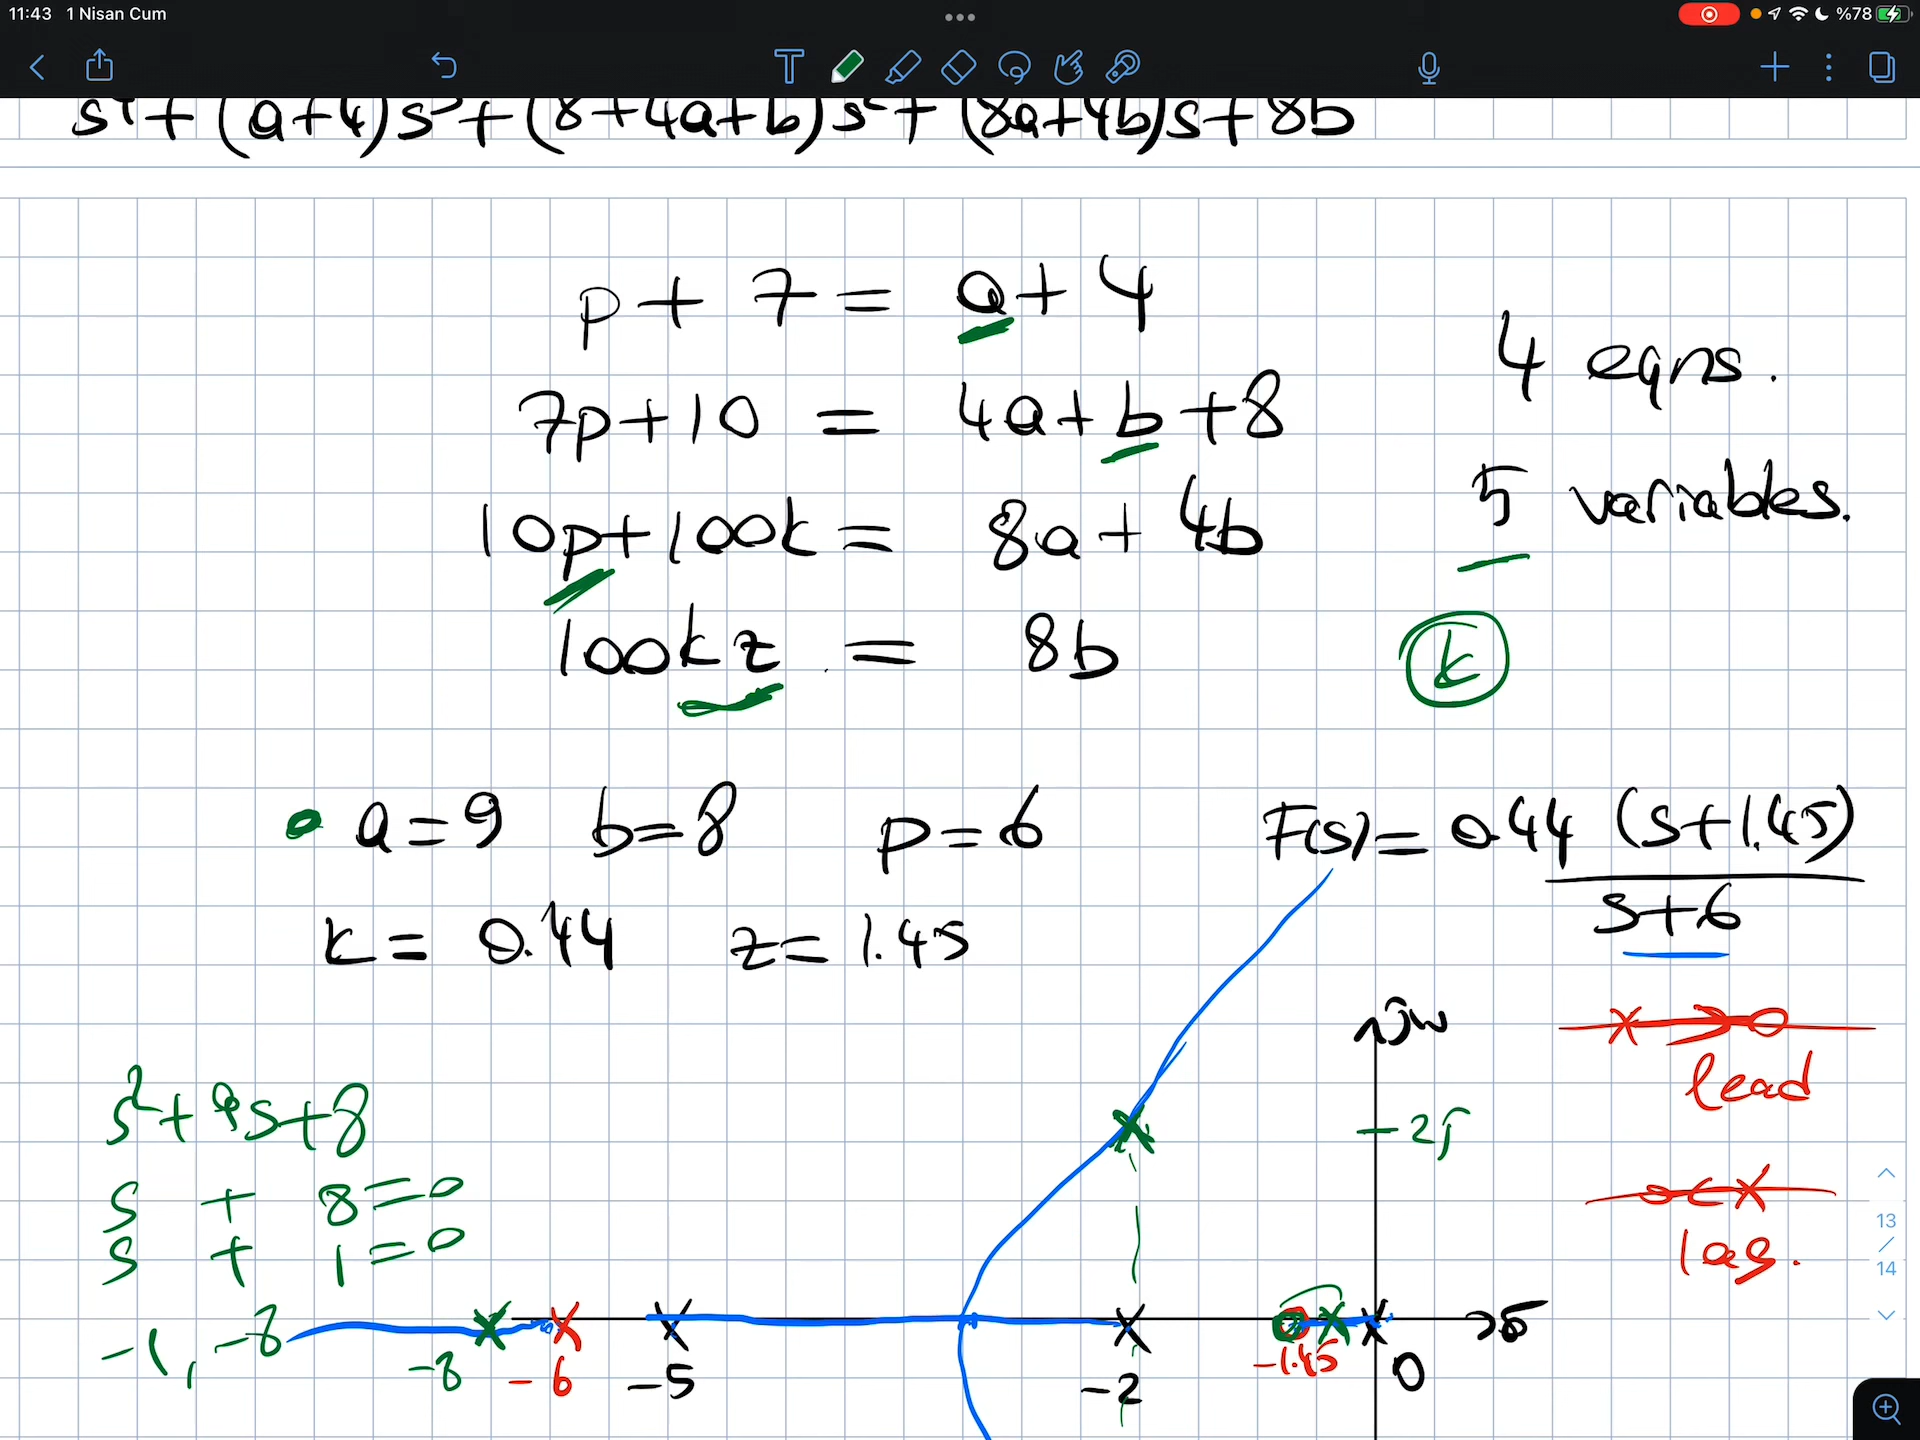 11:43 1 Nisan Cum
%78
s⁴+(a+4)s³+(8+4a+b)s²+(8a+4b)s+8b
p+7=a+4
7p+10=4a+b+8
10p+100k=8a+4b
100kz=8b
4 eqns.
5 variables.
k
a=9 b=8 p=6
k=0.44 z=1.45
F(s)=0.44 (s+1.45)
s+6
s²+9s+8
s+8=0
s+1=0
-1, -8
jw
2j
lead
lag.
13
/
14
σ
-8
-6
-5
-2
-1.45
0